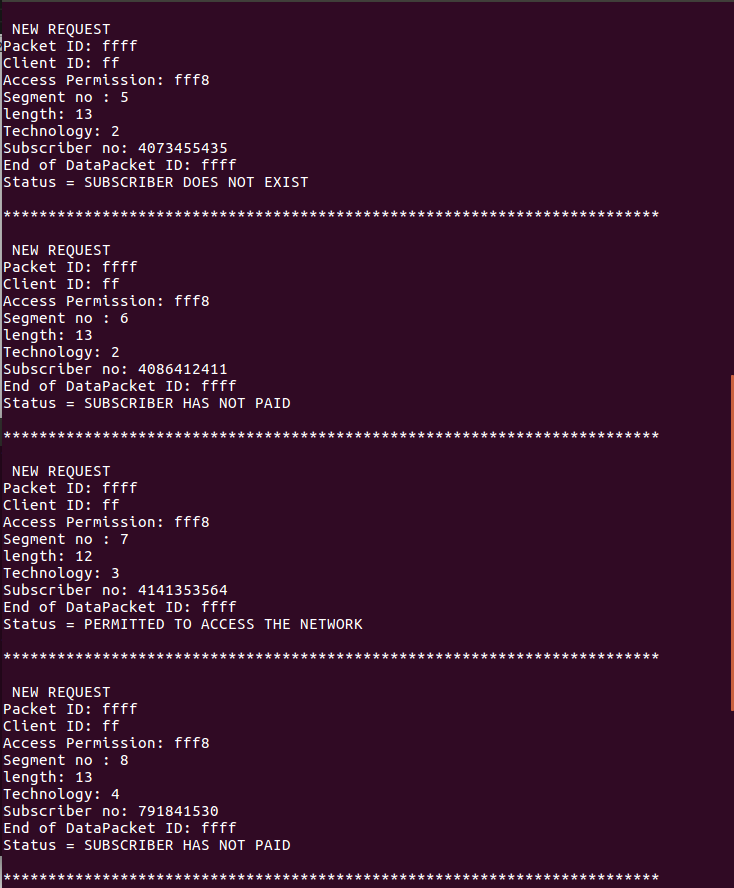 NEW REQUEST
Packet ID: ffff
Client ID: ff
Access Permission: fff8
Segment no : 5
length: 13
Technology: 2
Subscriber no: 4073455435
End of DataPacket ID: ffff
Status = SUBSCRIBER DOES NOT EXIST
*************************************************************************
NEW REQUEST
Packet ID: ffff
Client ID: ff
Access Permission: fff8
Segment no : 6
length: 13
Technology: 2
Subscriber no: 4086412411
End of DataPacket ID: ffff
Status = SUBSCRIBER HAS NOT PAID
*************************************************************************
NEW REQUEST
Packet ID: ffff
Client ID: ff
Access Permission: fff8
Segment no : 7
length: 12
Technology: 3
Subscriber no: 4141353564
End of DataPacket ID: ffff
Status = PERMITTED TO ACCESS THE NETWORK
*************************************************************************
NEW REQUEST
Packet ID: ffff
Client ID: ff
Access Permission: fff8
Segment no : 8
length: 13
Technology: 4
Subscriber no: 791841530
End of DataPacket ID: ffff
Status = SUBSCRIBER HAS NOT PAID
*************************************************************************